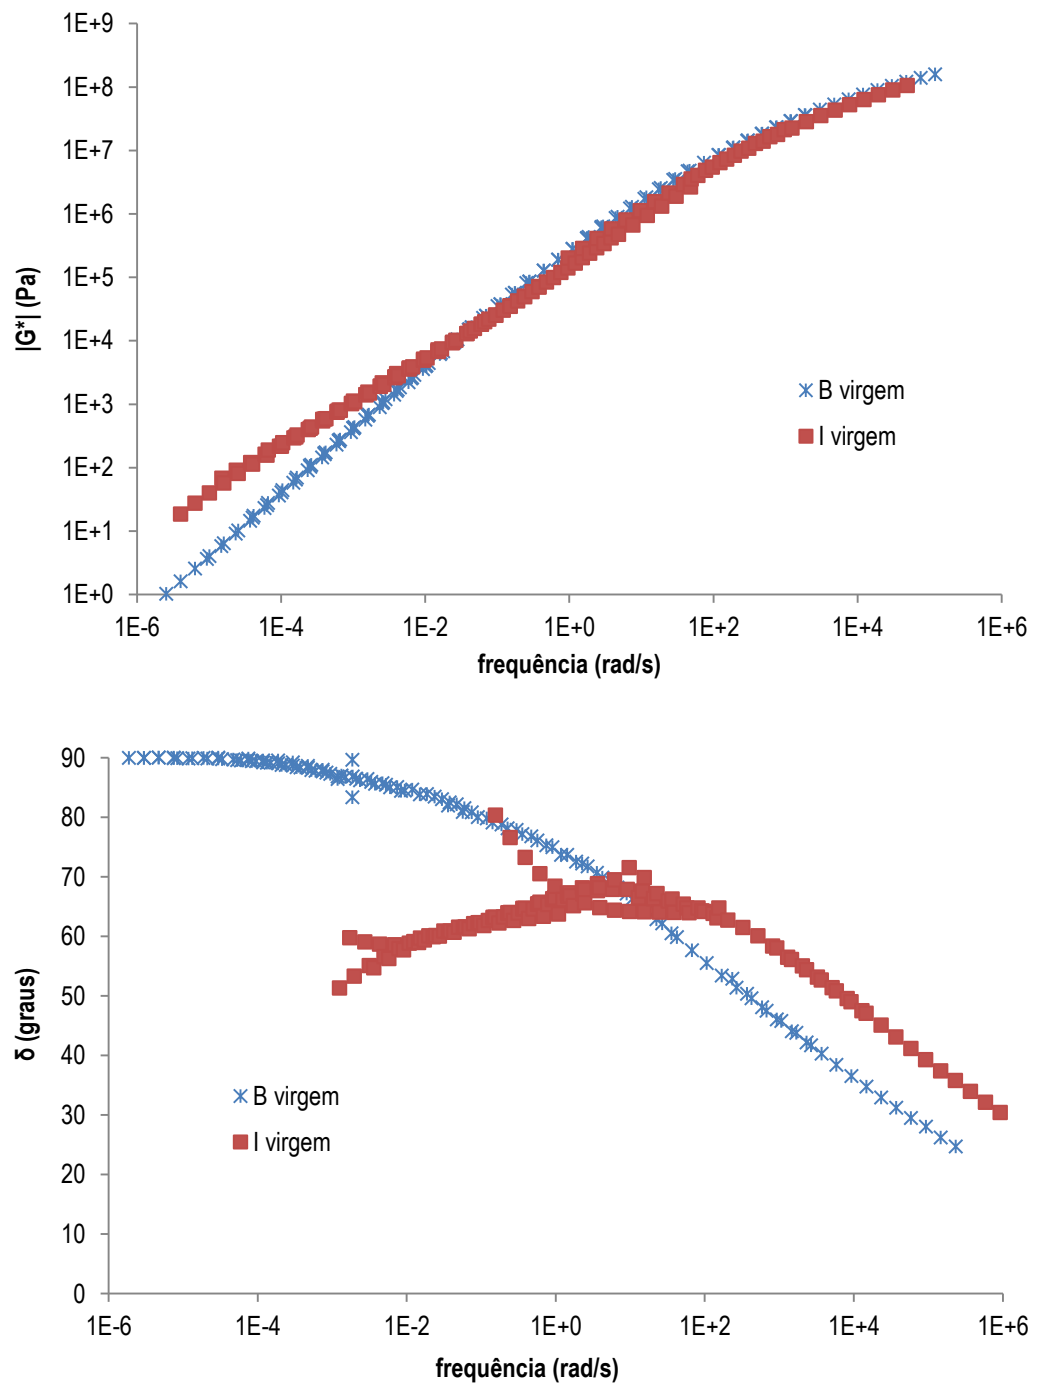 1E+9
1E+8
1E+7
1E+6
1E+5
1E+4
1E+3
1E+2
1E+1
1E+0
|G*| (Pa)
B virgem
I virgem
1E-6 1E-4 1E-2 1E+0 1E+2 1E+4 1E+6
frequência (rad/s)
90
80
70
60
50
40
30
20
10
0
δ (graus)
B virgem
I virgem
1E-6 1E-4 1E-2 1E+0 1E+2 1E+4 1E+6
frequência (rad/s)